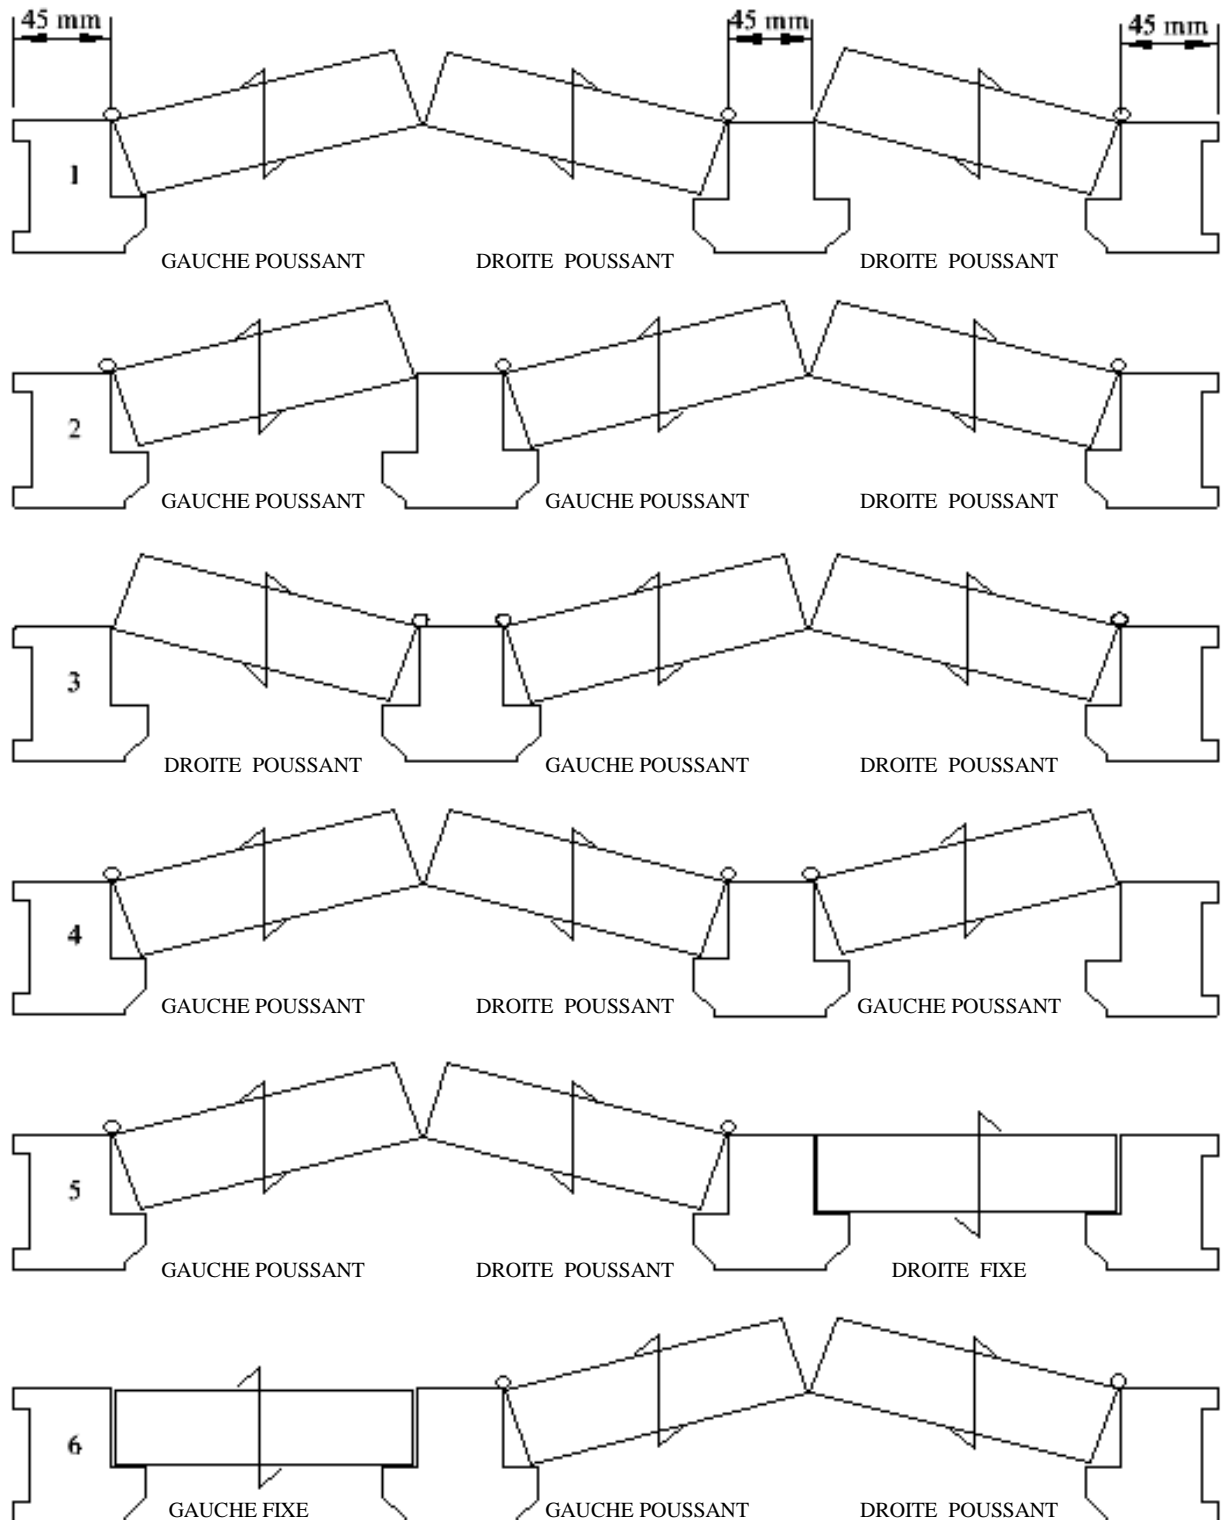 45 mm 45 mm 45 mm
1
GAUCHE POUSSANT DROITE POUSSANT DROITE POUSSANT
2
GAUCHE POUSSANT GAUCHE POUSSANT DROITE POUSSANT
3
DROITE POUSSANT GAUCHE POUSSANT DROITE POUSSANT
4
GAUCHE POUSSANT DROITE POUSSANT GAUCHE POUSSANT
5
GAUCHE POUSSANT DROITE POUSSANT DROITE FIXE
6
GAUCHE FIXE GAUCHE POUSSANT DROITE POUSSANT